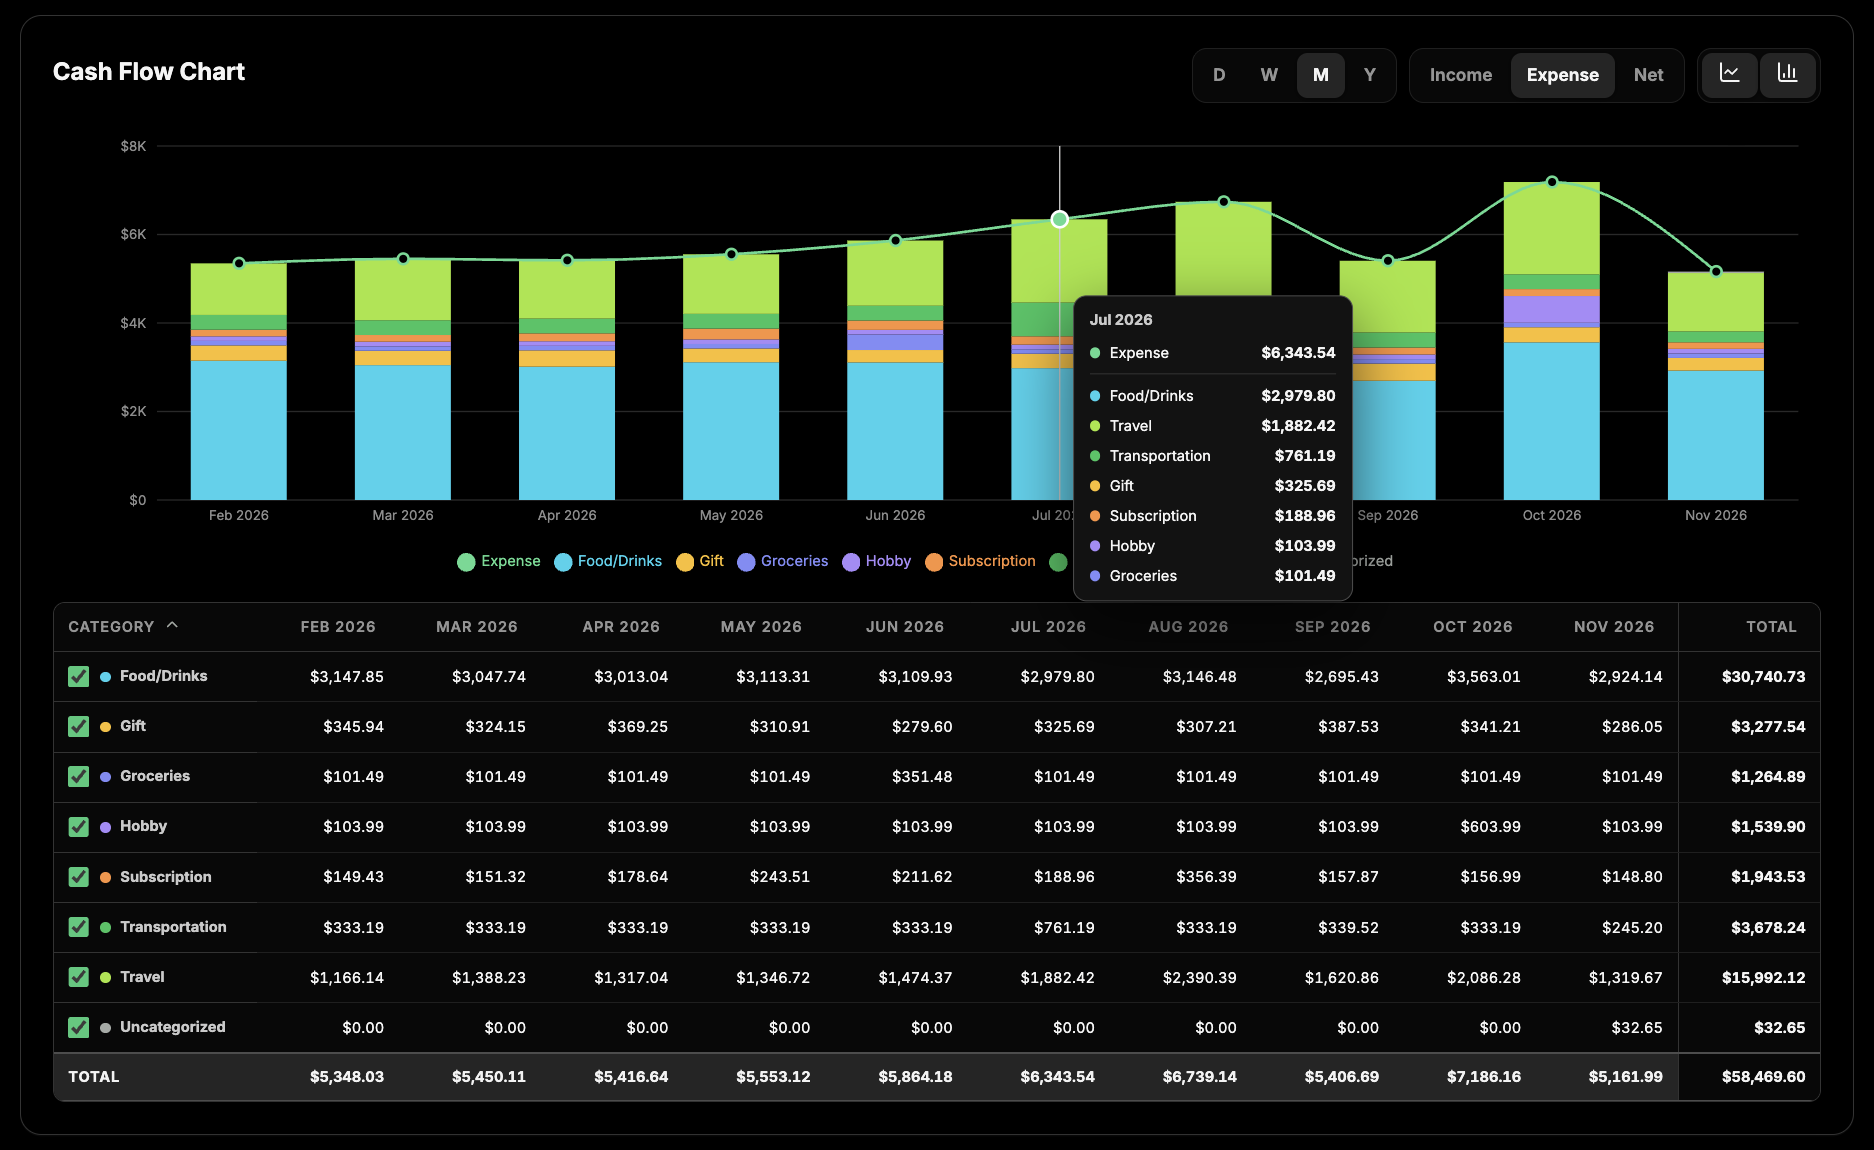 Cash Flow Chart
D W M Y
Income Expense Net
$8K
$6K
$4K
$2K
$0
Feb 2026 Mar 2026 Apr 2026 May 2026 Jun 2026 Jul 202 Sep 2026 Oct 2026 Nov 2026
Jul 2026
Expense $6,343.54
Food/Drinks $2,979.80
Travel $1,882.42
Transportation $761.19
Gift $325.69
Subscription $188.96
Hobby $103.99
Groceries $101.49
Expense Food/Drinks Gift Groceries Hobby Subscription orized
CATEGORY FEB 2026 MAR 2026 APR 2026 MAY 2026 JUN 2026 JUL 2026 AUG 2026 SEP 2026 OCT 2026 NOV 2026 TOTAL
Food/Drinks $3,147.85 $3,047.74 $3,013.04 $3,113.31 $3,109.93 $2,979.80 $3,146.48 $2,695.43 $3,563.01 $2,924.14 $30,740.73
Gift $345.94 $324.15 $369.25 $310.91 $279.60 $325.69 $307.21 $387.53 $341.21 $286.05 $3,277.54
Groceries $101.49 $101.49 $101.49 $101.49 $351.48 $101.49 $101.49 $101.49 $101.49 $101.49 $1,264.89
Hobby $103.99 $103.99 $103.99 $103.99 $103.99 $103.99 $103.99 $103.99 $603.99 $103.99 $1,539.90
Subscription $149.43 $151.32 $178.64 $243.51 $211.62 $188.96 $356.39 $157.87 $156.99 $148.80 $1,943.53
Transportation $333.19 $333.19 $333.19 $333.19 $333.19 $761.19 $333.19 $339.52 $333.19 $245.20 $3,678.24
Travel $1,166.14 $1,388.23 $1,317.04 $1,346.72 $1,474.37 $1,882.42 $2,390.39 $1,620.86 $2,086.28 $1,319.67 $15,992.12
Uncategorized $0.00 $0.00 $0.00 $0.00 $0.00 $0.00 $0.00 $0.00 $0.00 $32.65 $32.65
TOTAL $5,348.03 $5,450.11 $5,416.64 $5,553.12 $5,864.18 $6,343.54 $6,739.14 $5,406.69 $7,186.16 $5,161.99 $58,469.60